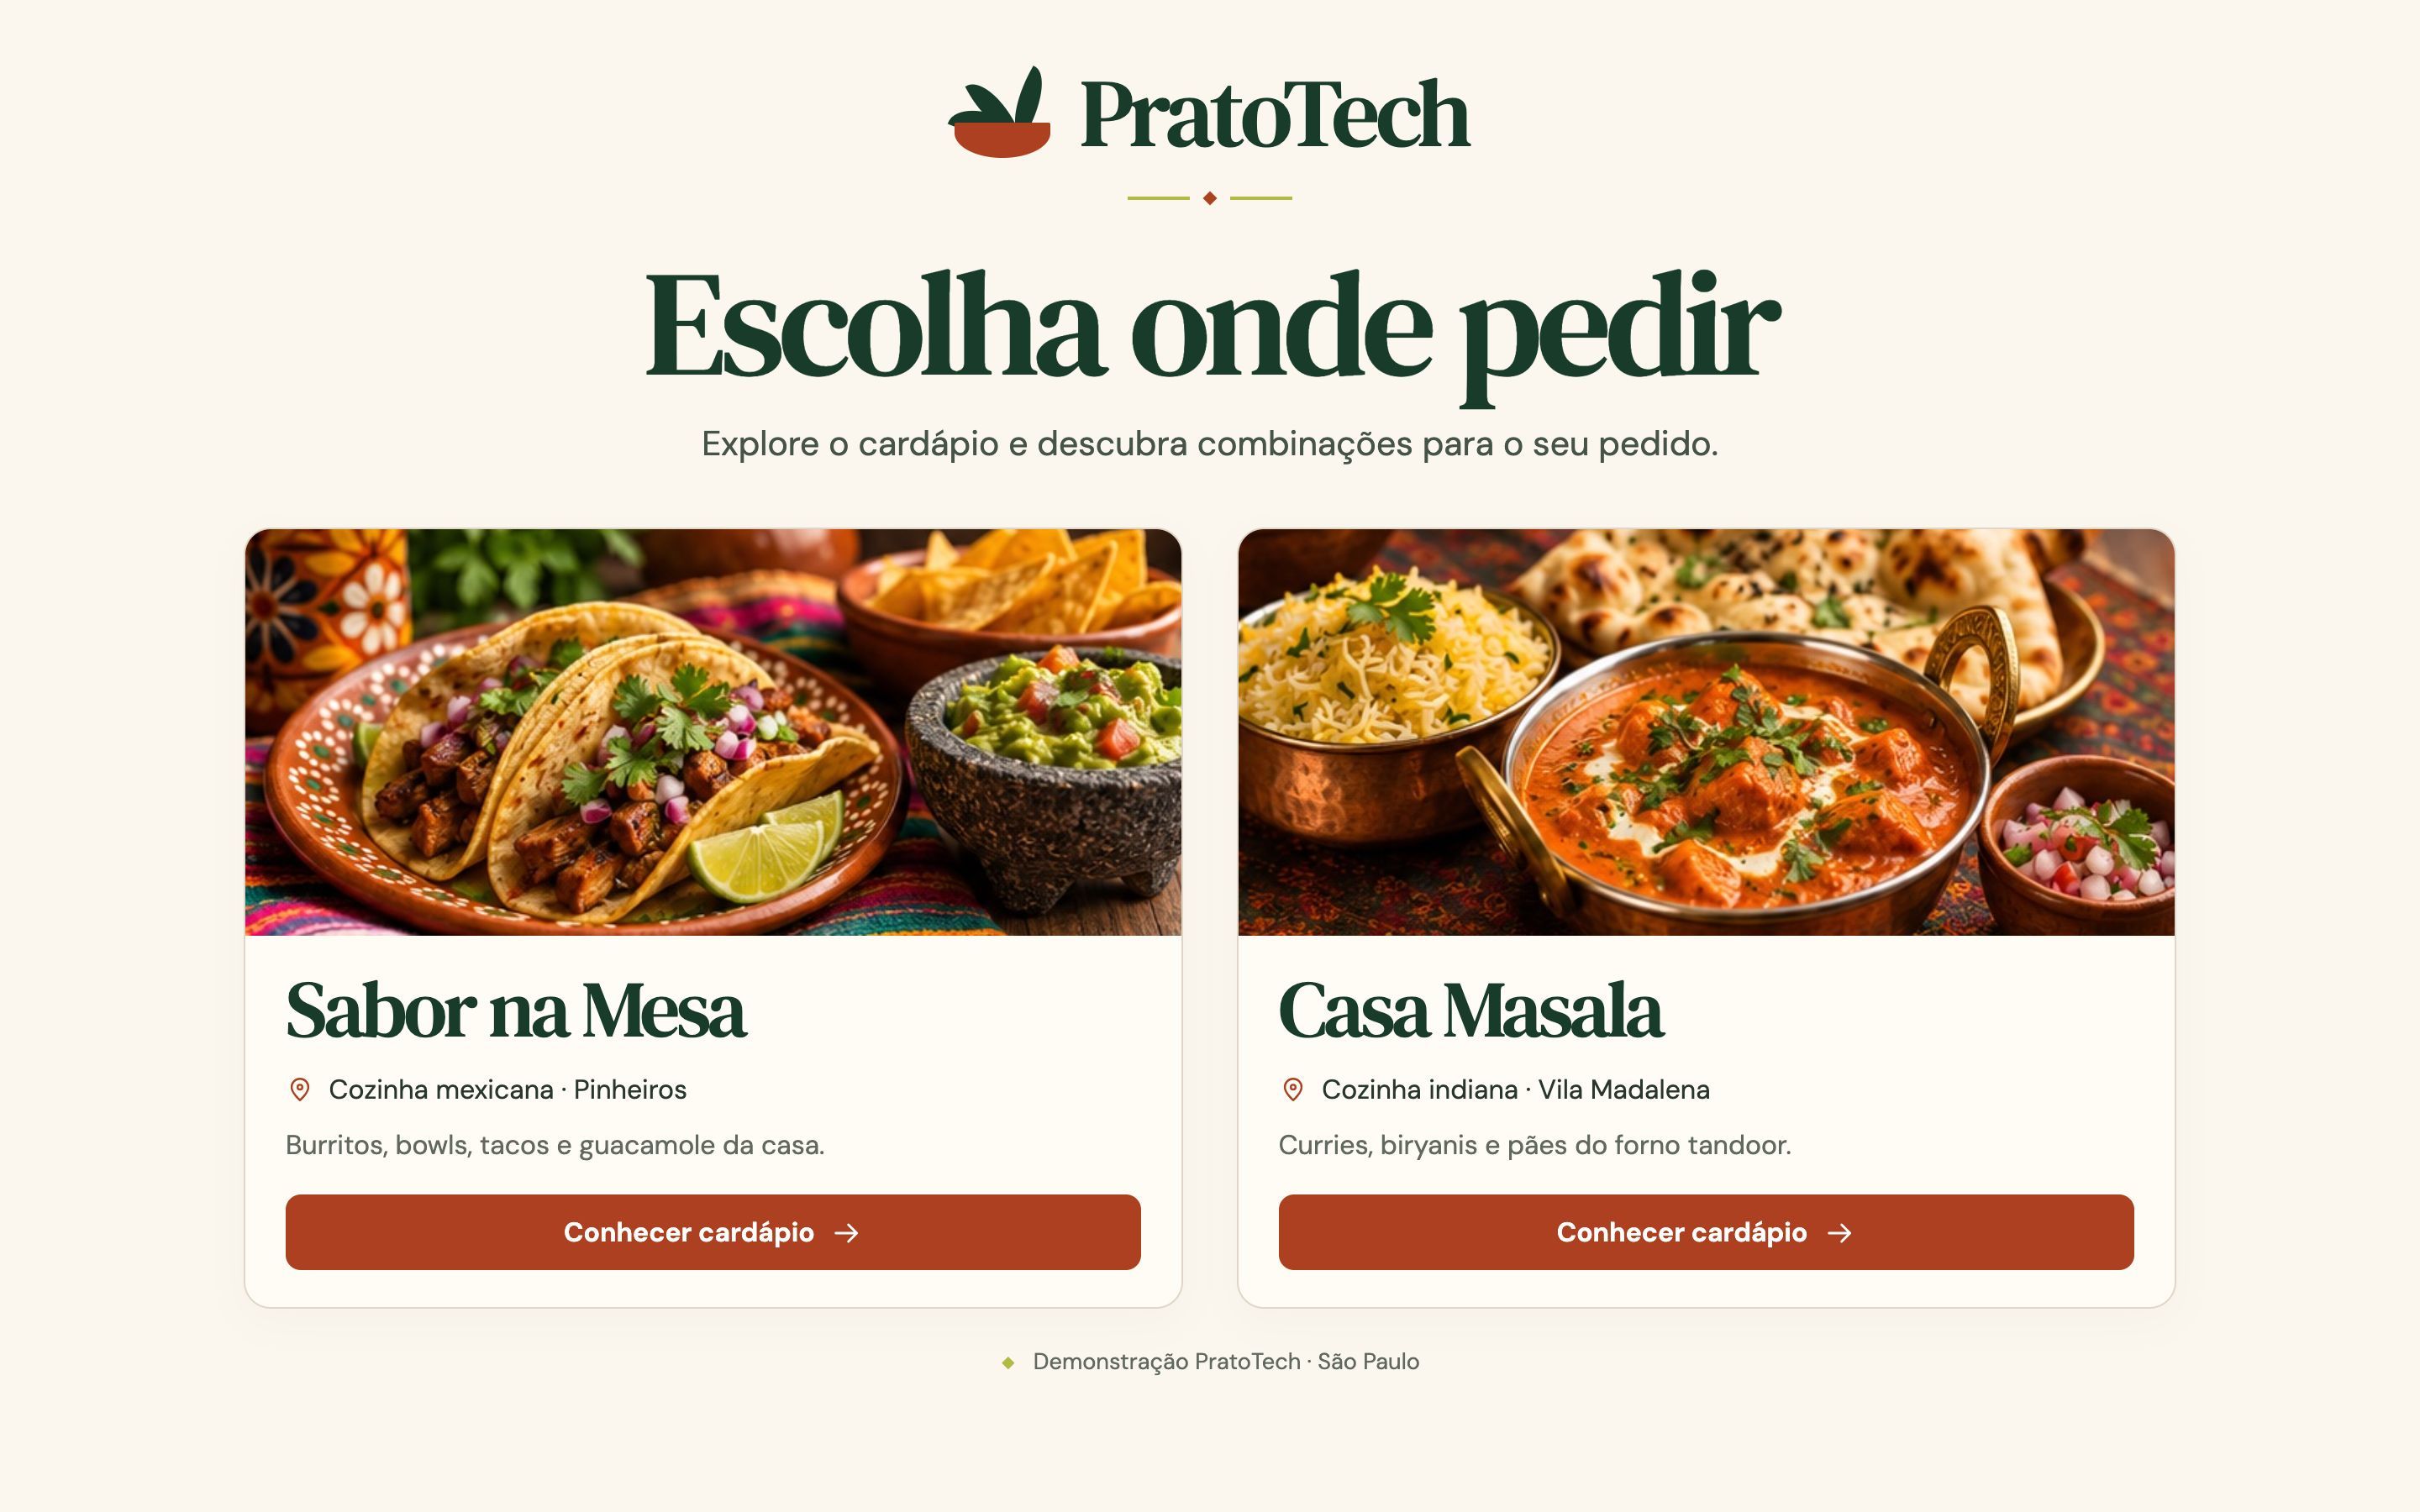 PratoTech
Escolha onde pedir
Explore o cardápio e descubra combinações para o seu pedido.
Sabor na Mesa
Cozinha mexicana · Pinheiros
Burritos, bowls, tacos e guacamole da casa.
Conhecer cardápio →
Casa Masala
Cozinha indiana · Vila Madalena
Curries, biryanis e pães do forno tandoor.
Conhecer cardápio →
Demonstração PratoTech · São Paulo